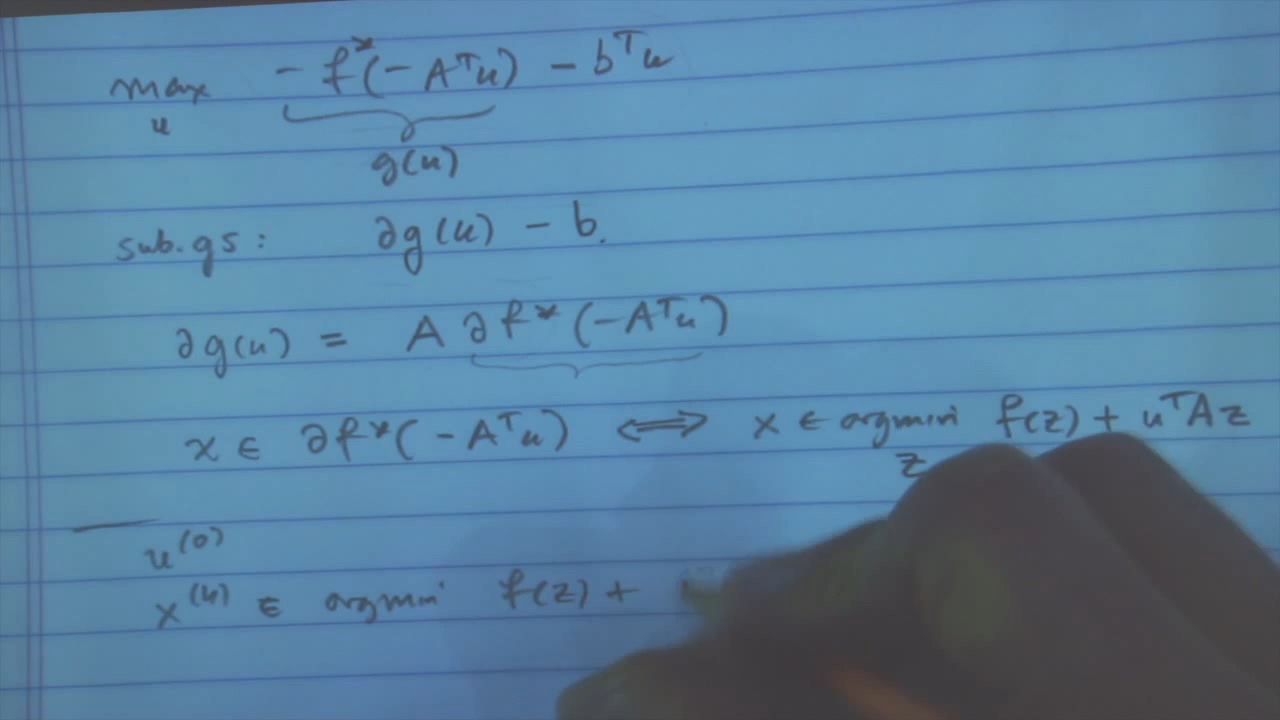 max − f*(−Aᵀu) − bᵀu
u
g(u)
sub.gs: ∂g(u) − b.
∂g(u) = A ∂f*(−Aᵀu)
x ∈ ∂f*(−Aᵀu) ⟺ x ∈ argmin f(z) + uᵀAz
z
u⁽⁰⁾
x⁽ᵏ⁾ ∈ argmin f(z) +